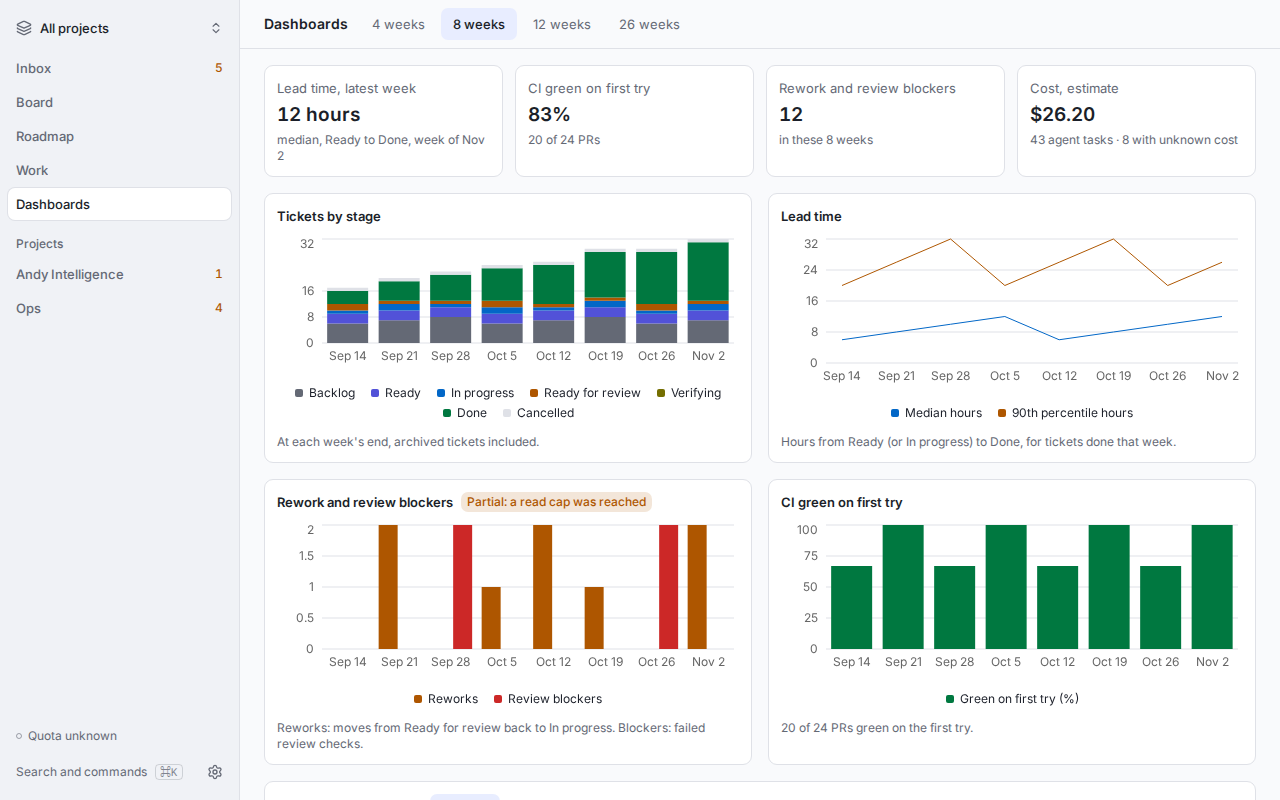 All projects
Inbox 5
Board
Roadmap
Work
Dashboards
Projects
Andy Intelligence 1
Ops 4
Quota unknown
Search and commands ⌘K
Dashboards 4 weeks 8 weeks 12 weeks 26 weeks
Lead time, latest week
12 hours
median, Ready to Done, week of Nov
2
CI green on first try
83%
20 of 24 PRs
Rework and review blockers
12
in these 8 weeks
Cost, estimate
$26.20
43 agent tasks · 8 with unknown cost
Tickets by stage
32
16
8
0
Sep 14 Sep 21 Sep 28 Oct 5 Oct 12 Oct 19 Oct 26 Nov 2
Backlog Ready In progress Ready for review Verifying
Done Cancelled
At each week's end, archived tickets included.
Lead time
32
24
16
8
0
Sep 14 Sep 21 Sep 28 Oct 5 Oct 12 Oct 19 Oct 26 Nov 2
Median hours 90th percentile hours
Hours from Ready (or In progress) to Done, for tickets done that week.
Rework and review blockers Partial: a read cap was reached
2
1.5
1
0.5
0
Sep 14 Sep 21 Sep 28 Oct 5 Oct 12 Oct 19 Oct 26 Nov 2
Reworks Review blockers
Reworks: moves from Ready for review back to In progress. Blockers: failed
review checks.
CI green on first try
100
75
50
25
0
Sep 14 Sep 21 Sep 28 Oct 5 Oct 12 Oct 19 Oct 26 Nov 2
Green on first try (%)
20 of 24 PRs green on the first try.